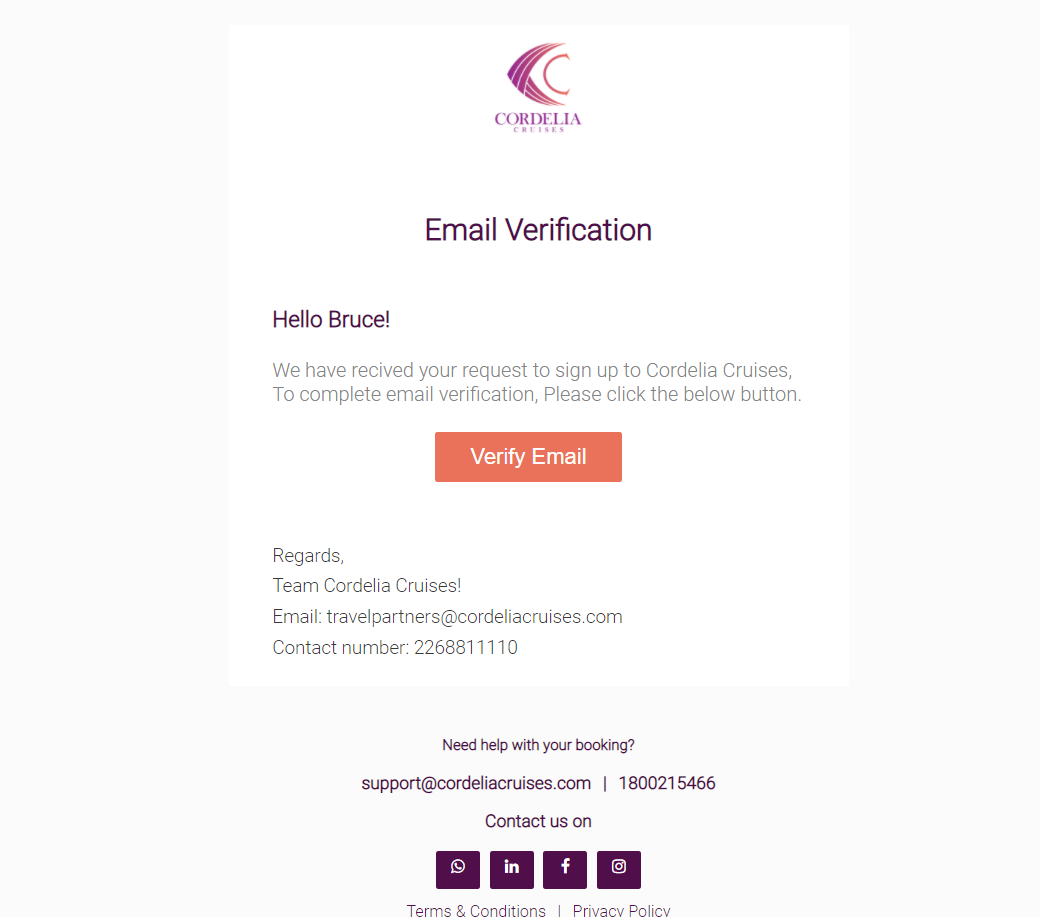 CORDELIA
CRUISES
Email Verification
Hello Bruce!
We have recived your request to sign up to Cordelia Cruises,
To complete email verification, Please click the below button.
Verify Email
Regards,
Team Cordelia Cruises!
Email: travelpartners@cordeliacruises.com
Contact number: 2268811110
Need help with your booking?
support@cordeliacruises.com | 1800215466
Contact us on
Terms & Conditions | Privacy Policy